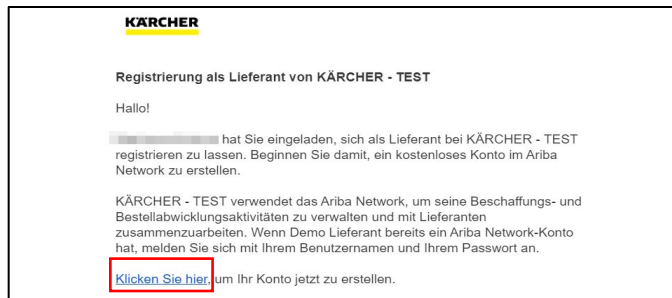 KÄRCHER
Registrierung als Lieferant von KÄRCHER - TEST
Hallo!
hat Sie eingeladen, sich als Lieferant bei KÄRCHER - TEST
registrieren zu lassen. Beginnen Sie damit, ein kostenloses Konto im Ariba
Network zu erstellen.
KÄRCHER - TEST verwendet das Ariba Network, um seine Beschaffungs- und
Bestellabwicklungsaktivitäten zu verwalten und mit Lieferanten
zusammenzuarbeiten. Wenn Demo Lieferant bereits ein Ariba Network-Konto
hat, melden Sie sich mit Ihrem Benutzernamen und Ihrem Passwort an.
Klicken Sie hier, um Ihr Konto jetzt zu erstellen.